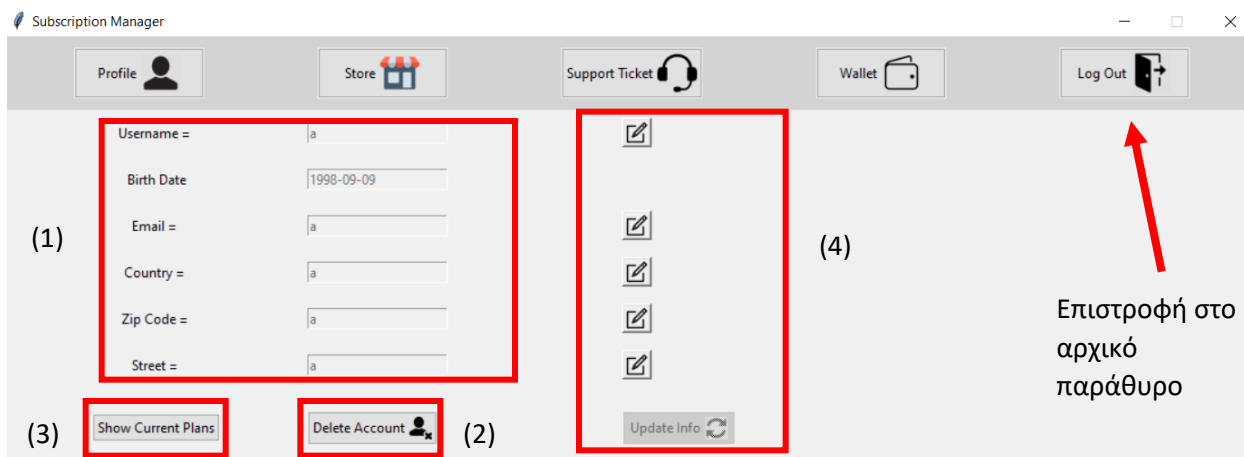 Subscription Manager
Profile
Store
Support Ticket
Wallet
Log Out
Username =
a
Birth Date
1998-09-09
(1)
Email =
a
(4)
Country =
a
Zip Code =
a
Street =
a
Επιστροφή στο
αρχικό
παράθυρο
(3)
Show Current Plans
Delete Account
(2)
Update Info